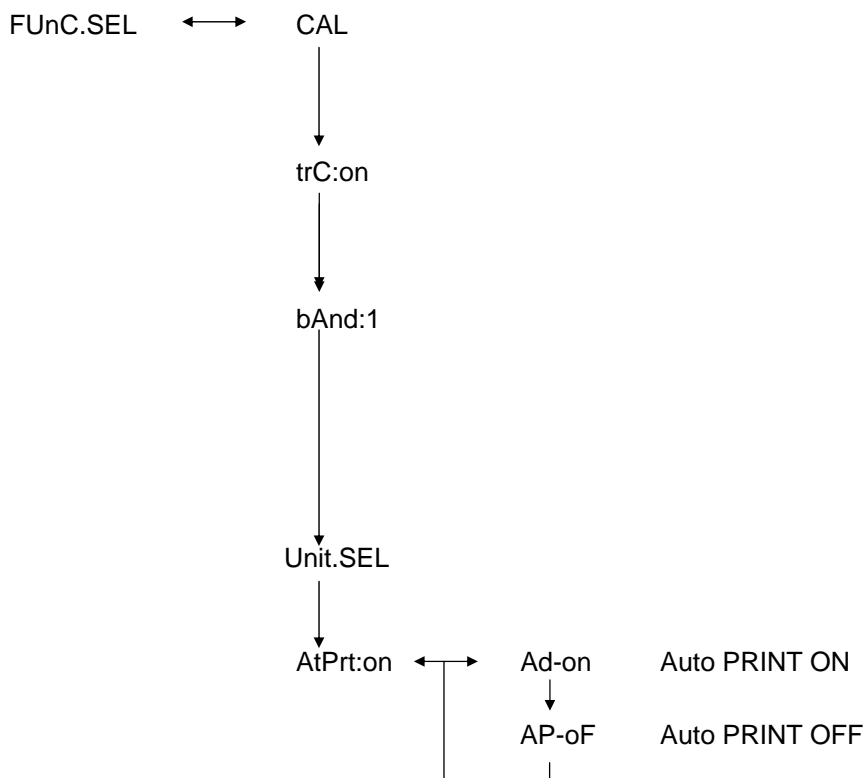 FUnC.SEL CAL
trC:on
bAnd:1
Unit.SEL
AtPrt:on Ad-on Auto PRINT ON
AP-oF Auto PRINT OFF